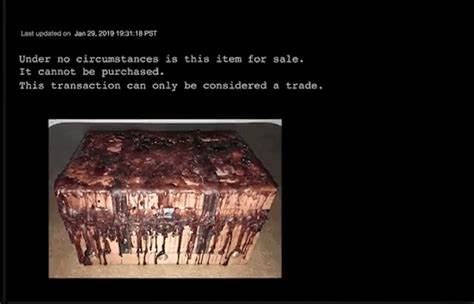 Last updated on Jan 29, 2019 19:31:18 PST
Under no circumstances is this item for sale.
It cannot be purchased.
This transaction can only be considered a trade.